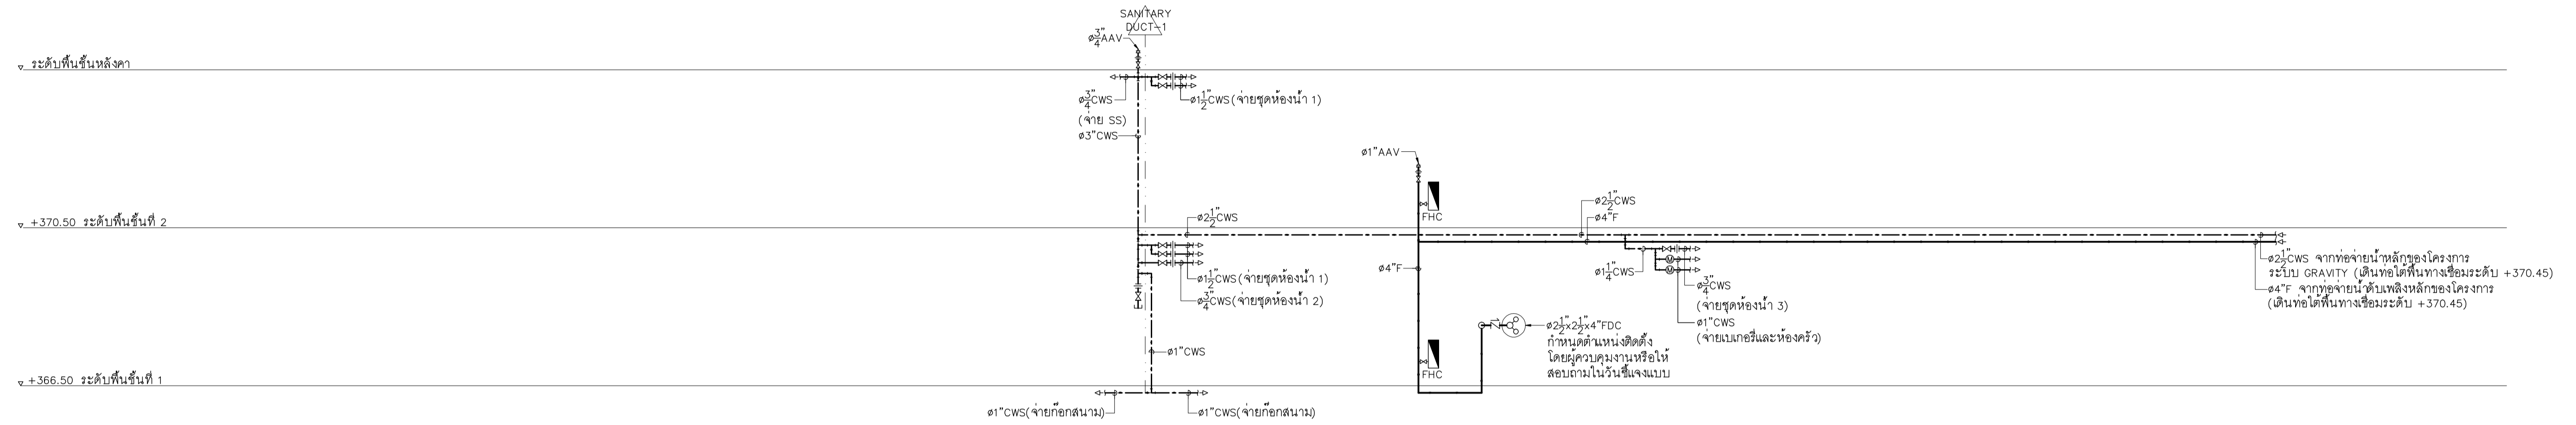 SANITARY
DUCT-1
ø3/4"AAV
ระดับพื้นชั้นหลังคา
ø3/4"CWS
(จ่าย SS)
ø1 1/2"CWS(จ่ายชุดห้องน้ำ 1)
ø3"CWS
ø1"AAV
FHC
+370.50 ระดับพื้นชั้นที่ 2
ø2 1/2"CWS
ø2 1/2"CWS
ø4"F
ø4"F
ø1 1/2"CWS(จ่ายชุดห้องน้ำ 1)
ø3/4"CWS(จ่ายชุดห้องน้ำ 2)
ø1 1/4"CWS
M
M
ø3/4"CWS
(จ่ายชุดห้องน้ำ 3)
ø1"CWS
(จ่ายเบเกอรี่และห้องครัว)
ø2 1/2"CWS จากท่อจ่ายน้ำหลักของโครงการ
ระบบ GRAVITY (เดินท่อใต้พื้นทางเชื่อมระดับ +370.45)
ø4"F จากท่อจ่ายน้ำดับเพลิงหลักของโครงการ
(เดินท่อใต้พื้นทางเชื่อมระดับ +370.45)
ø2 1/2"x2 1/2"x4"FDC
กำหนดตำแหน่งติดตั้ง
โดยผู้ควบคุมงานหรือให้
สอบถามในวันชี้แจงแบบ
ø1"CWS
FHC
+366.50 ระดับพื้นชั้นที่ 1
ø1"CWS(จ่ายก๊อกสนาม)
ø1"CWS(จ่ายก๊อกสนาม)